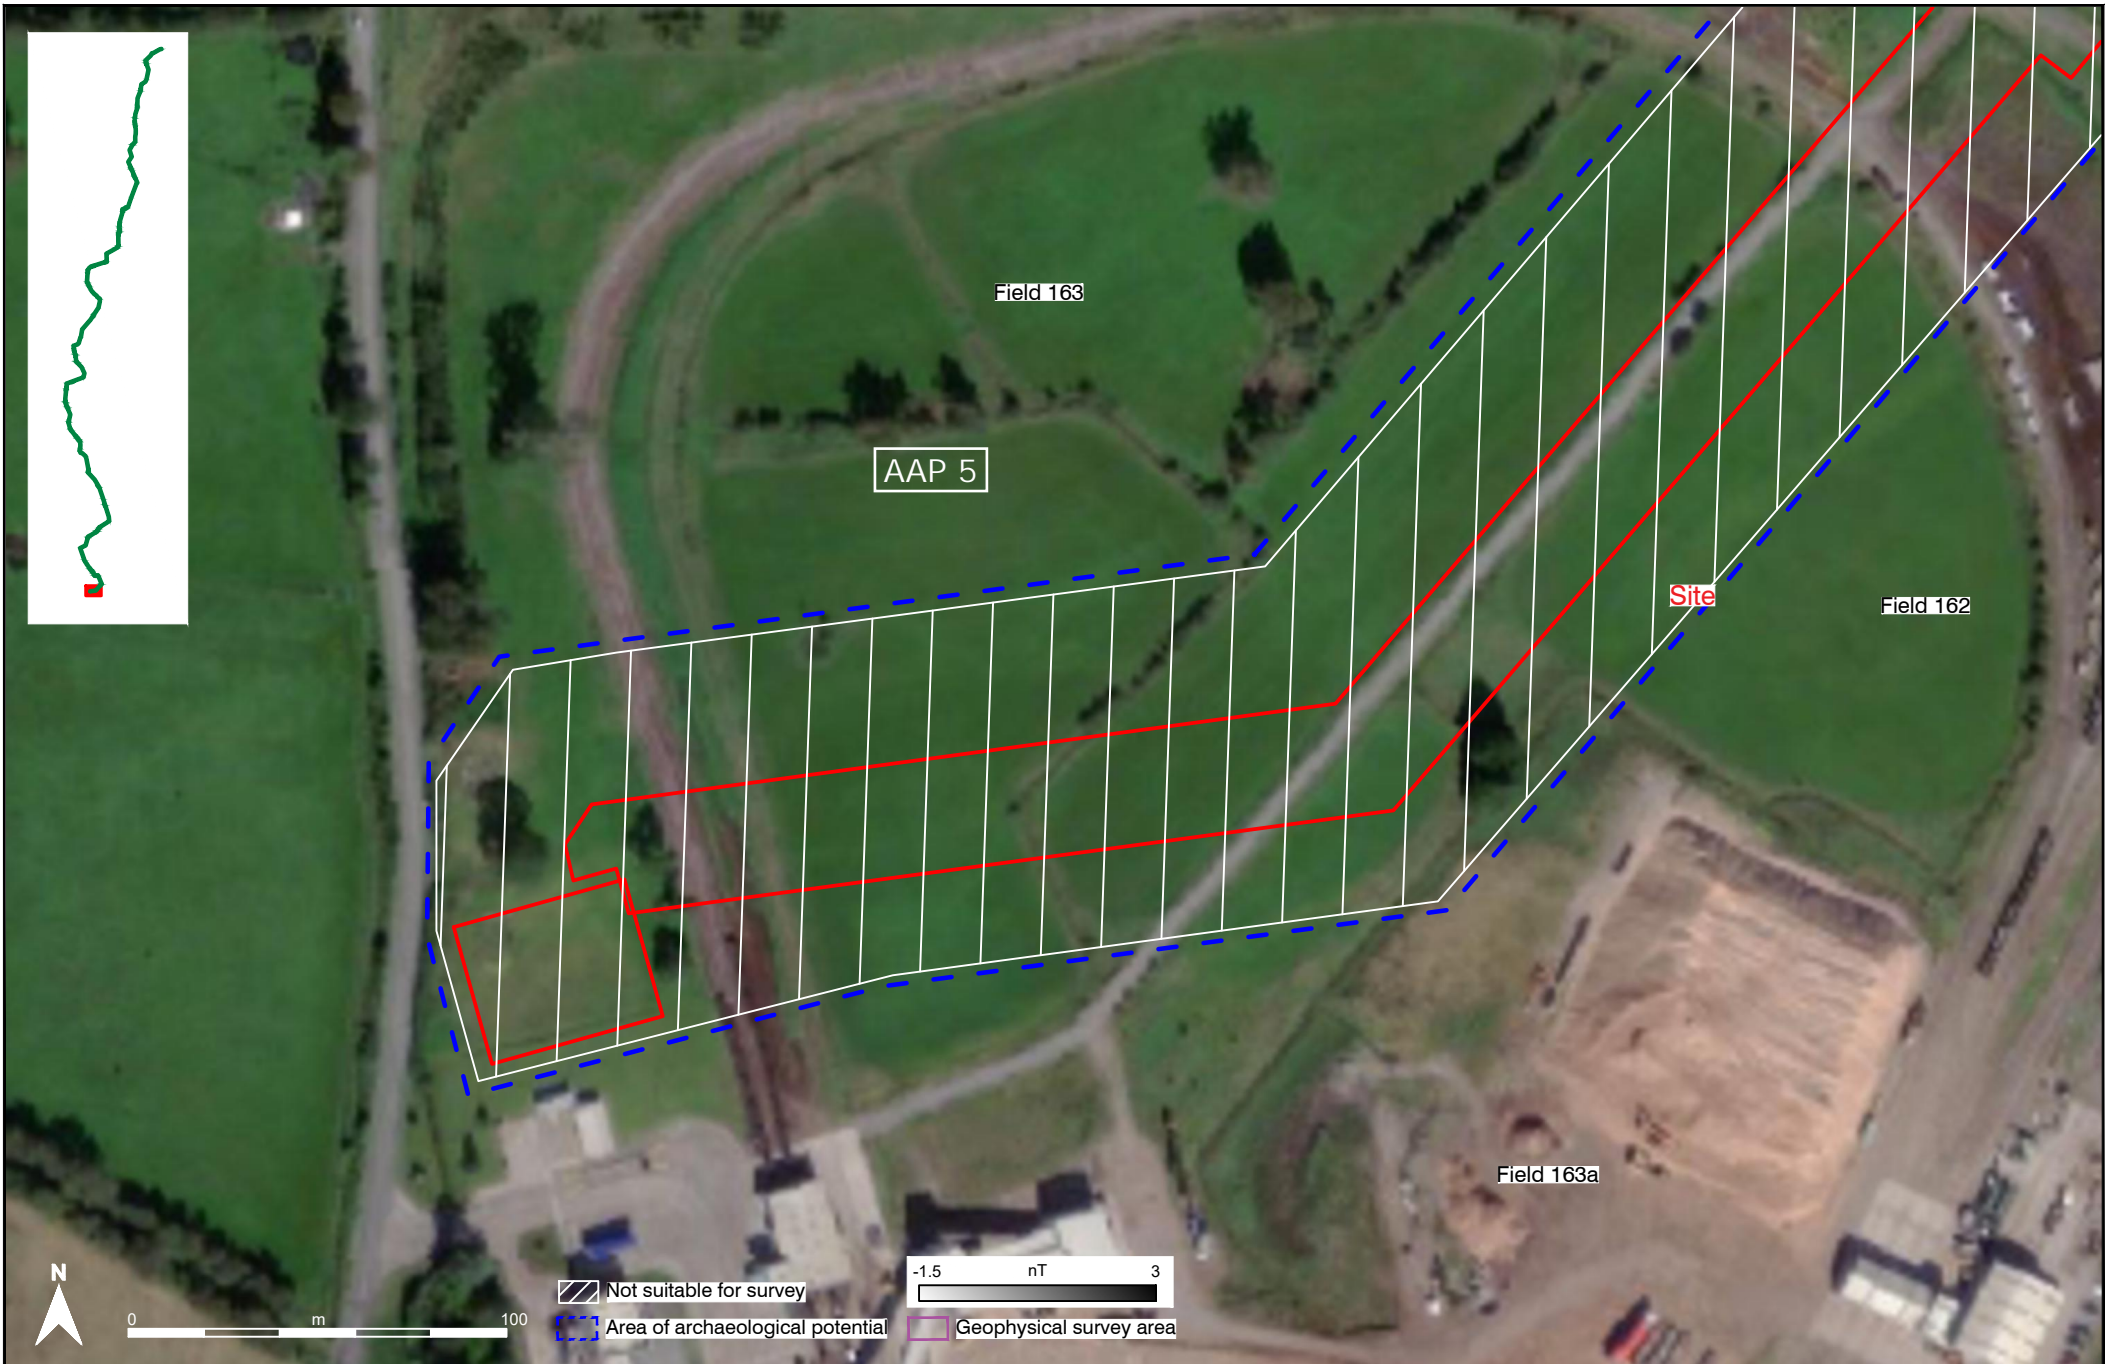 Field 163
AAP 5
Site
Field 162
Field 163a
N
0 m 100
Not suitable for survey
Area of archaeological potential
-1.5 nT 3
Geophysical survey area